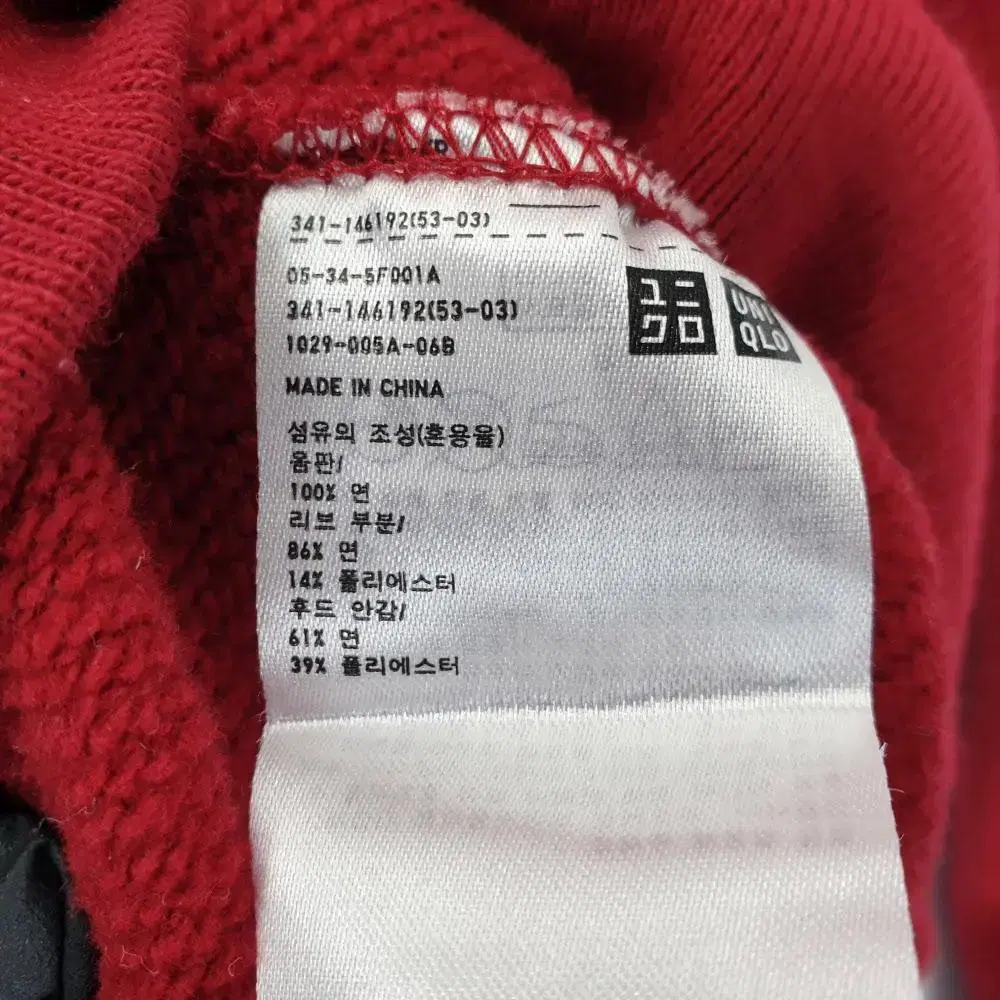 341-146192(53-03)
05-34-5F001A
341-146192(53-03)
1029-005A-06B
MADE IN CHINA
ユニ
クロ
UNI
QLO
섬유의 조성(혼용율)
몸판/
100% 면
리브 부분/
86% 면
14% 폴리에스터
후드 안감/
61% 면
39% 폴리에스터